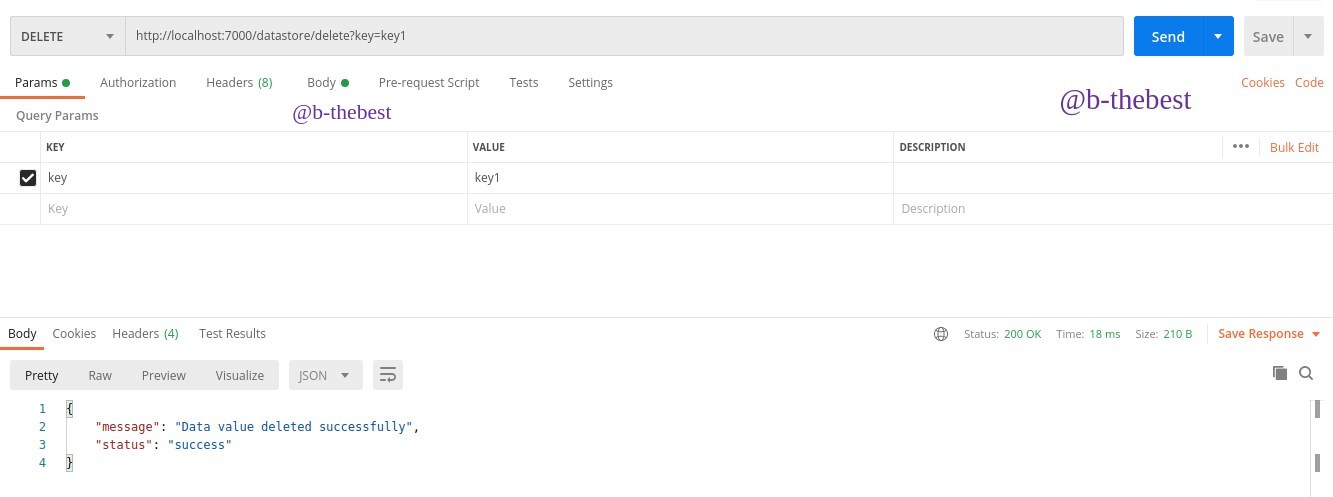 DELETE http://localhost:7000/datastore/delete?key=key1 Send Save
Params Authorization Headers (8) Body Pre-request Script Tests Settings Cookies Code
@b-thebest @b-thebest
Query Params
KEY VALUE DESCRIPTION ••• Bulk Edit
key key1
Key Value Description
Body Cookies Headers (4) Test Results Status: 200 OK Time: 18 ms Size: 210 B Save Response
Pretty Raw Preview Visualize JSON
1 {
2 "message": "Data value deleted successfully",
3 "status": "success"
4 }